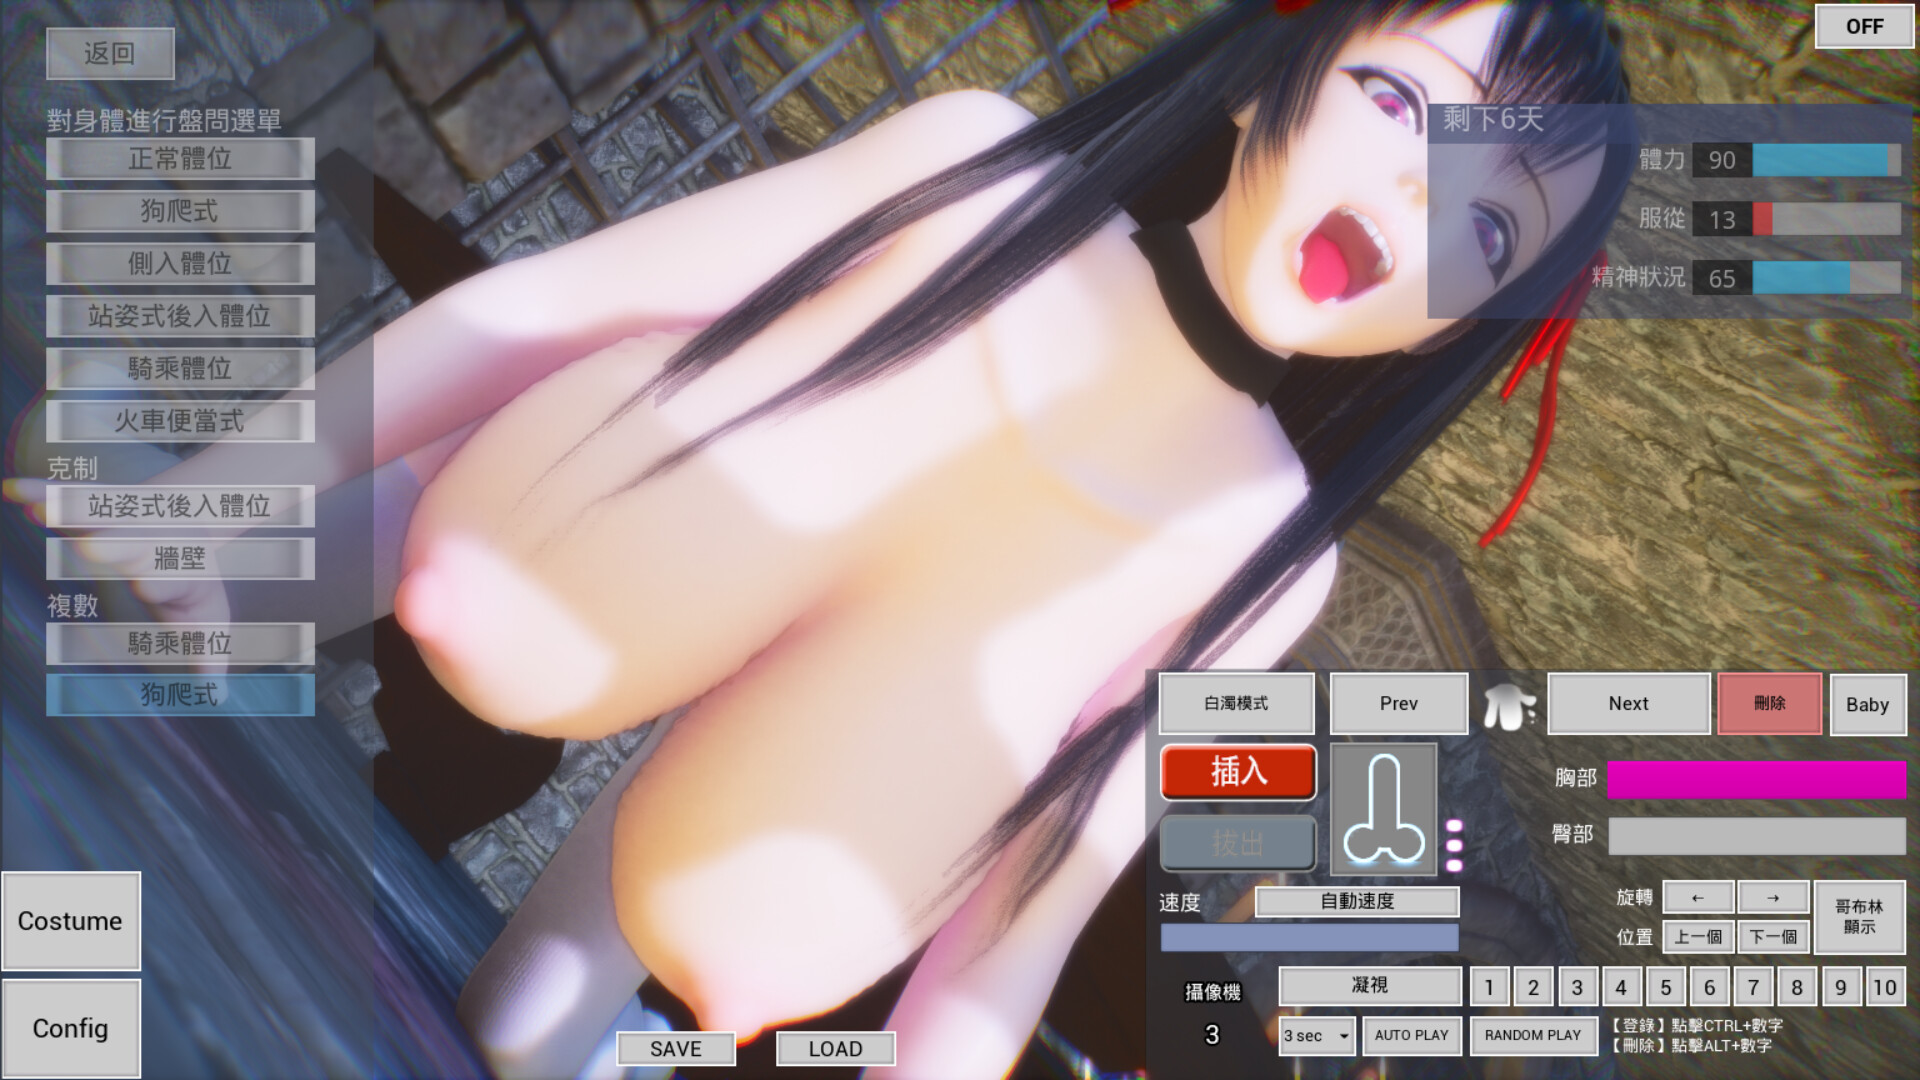 返回
OFF
對身體進行盤問選單
正常體位
狗爬式
側入體位
站姿式後入體位
騎乘體位
火車便當式
克制
站姿式後入體位
牆壁
複數
騎乘體位
狗爬式
剩下6天
體力 90
服從 13
精神狀況 65
白濁模式
Prev
Next
刪除
Baby
插入
拔出
胸部
臀部
速度
自動速度
旋轉
←
→
位置
上一個
下一個
哥布林
顯示
攝像機
3
凝視
1 2 3 4 5 6 7 8 9 10
3 sec
AUTO PLAY
RANDOM PLAY
【登錄】點擊CTRL+數字
【刪除】點擊ALT+數字
Costume
Config
SAVE
LOAD